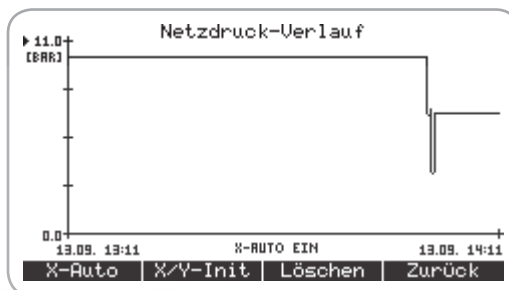 Netzdruck-Verlauf
11.0
[BAR]
0.0
13.09. 13:11 X-AUTO EIN 13.09. 14:11
X-Auto X/Y-Init Löschen Zurück